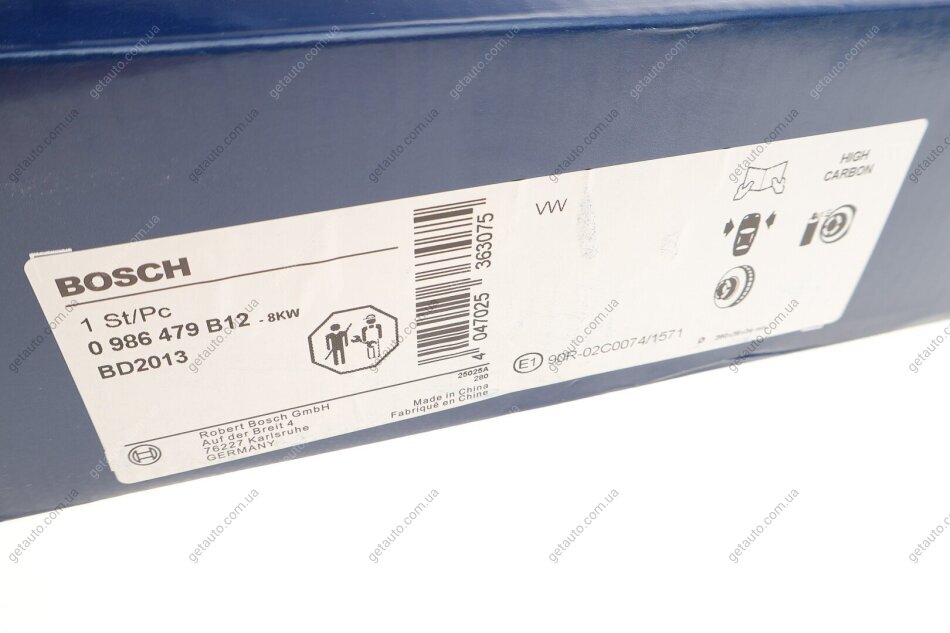 BOSCH
1 St/Pc
0 986 479 B12 - 8KW
BD2013
4 047025 363075
25025A
280
Made in China
Fabriqué en Chine
Robert Bosch GmbH
Auf der Breit 4
76227 Karlsruhe
GERMANY
VW
E1 90R-02C0074/1571
HIGH
CARBON
getauto.com.ua